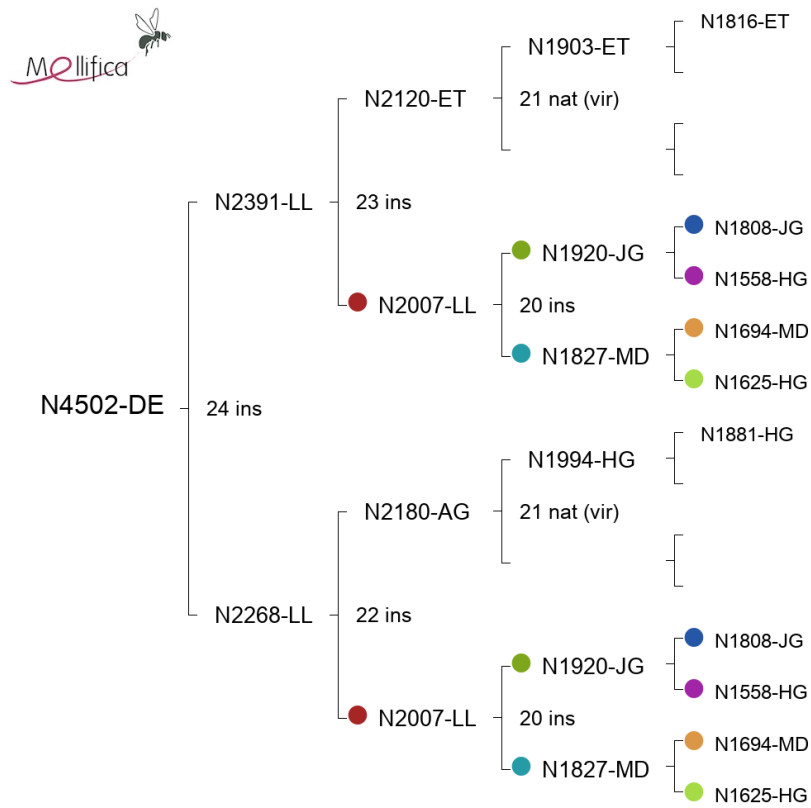 Mellifica
N1816-ET
N1903-ET
N2120-ET
21 nat (vir)
N2391-LL
23 ins
N1808-JG
N1920-JG
N1558-HG
N2007-LL
20 ins
N1694-MD
N1827-MD
N1625-HG
N4502-DE
24 ins
N1881-HG
N1994-HG
N2180-AG
21 nat (vir)
N2268-LL
22 ins
N1808-JG
N1920-JG
N1558-HG
N2007-LL
20 ins
N1694-MD
N1827-MD
N1625-HG